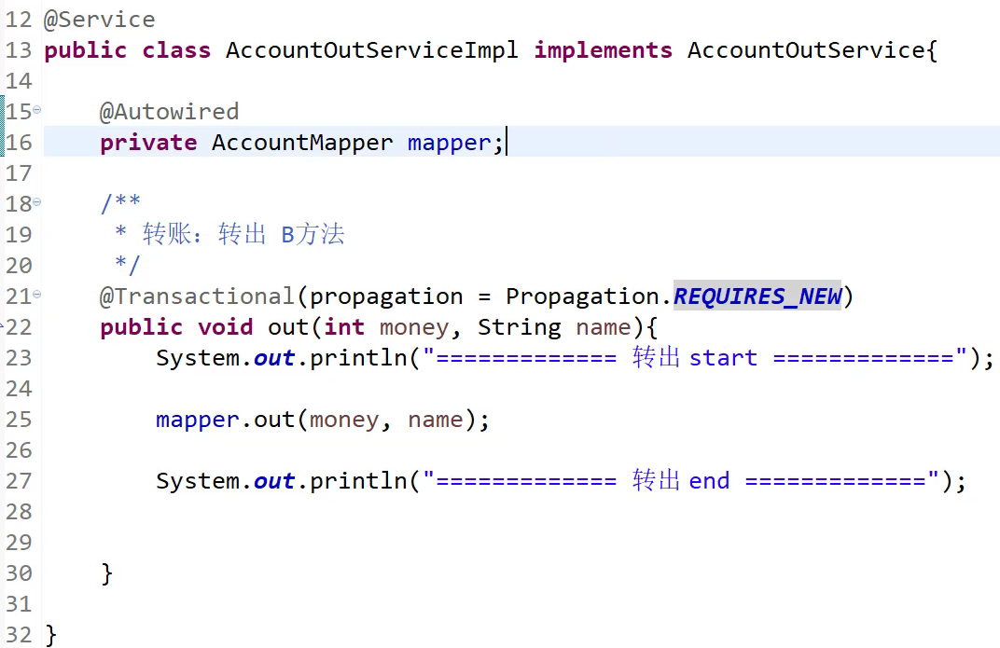 12 @Service
13 public class AccountOutServiceImpl implements AccountOutService{
14
15 @Autowired
16 private AccountMapper mapper;
17
18 /**
19 * 转账：转出 B方法
20 */
21 @Transactional(propagation = Propagation.REQUIRES_NEW)
22 public void out(int money, String name){
23 System.out.println("============= 转出 start =============");
24
25 mapper.out(money, name);
26
27 System.out.println("============= 转出 end =============");
28
29
30 }
31
32 }